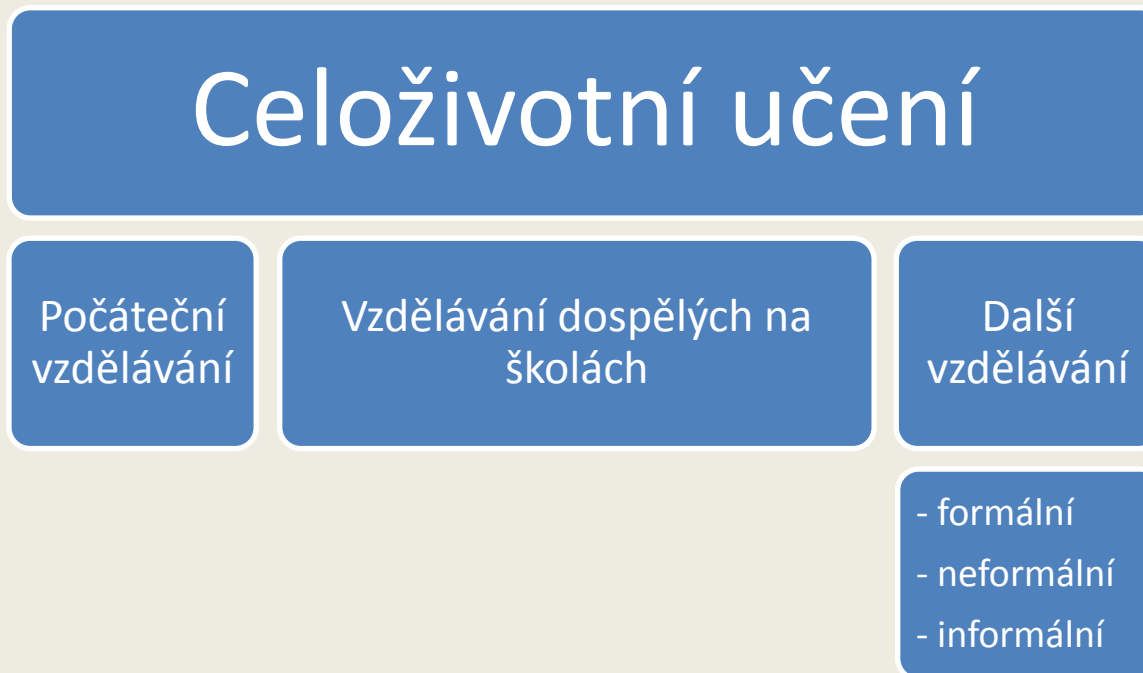 Celoživotní učení
Počáteční
vzdělávání
Vzdělávání dospělých na
školách
Další
vzdělávání
- formální
- neformální
- informální